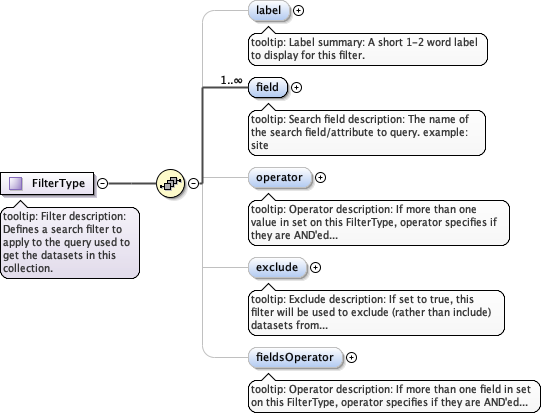 label
tooltip: Label summary: A short 1-2 word label
to display for this filter.
1..∞
field
tooltip: Search field description: The name of
the search field/attribute to query. example:
site
FilterType
tooltip: Filter description:
Defines a search filter to
apply to the query used to
get the datasets in this
collection.
operator
tooltip: Operator description: If more than one
value in set on this FilterType, operator specifies if
they are AND'ed...
exclude
tooltip: Exclude description: If set to true, this
filter will be used to exclude (rather than include)
datasets from...
fieldsOperator
tooltip: Operator description: If more than one field in set
on this FilterType, operator specifies if they are AND'ed...